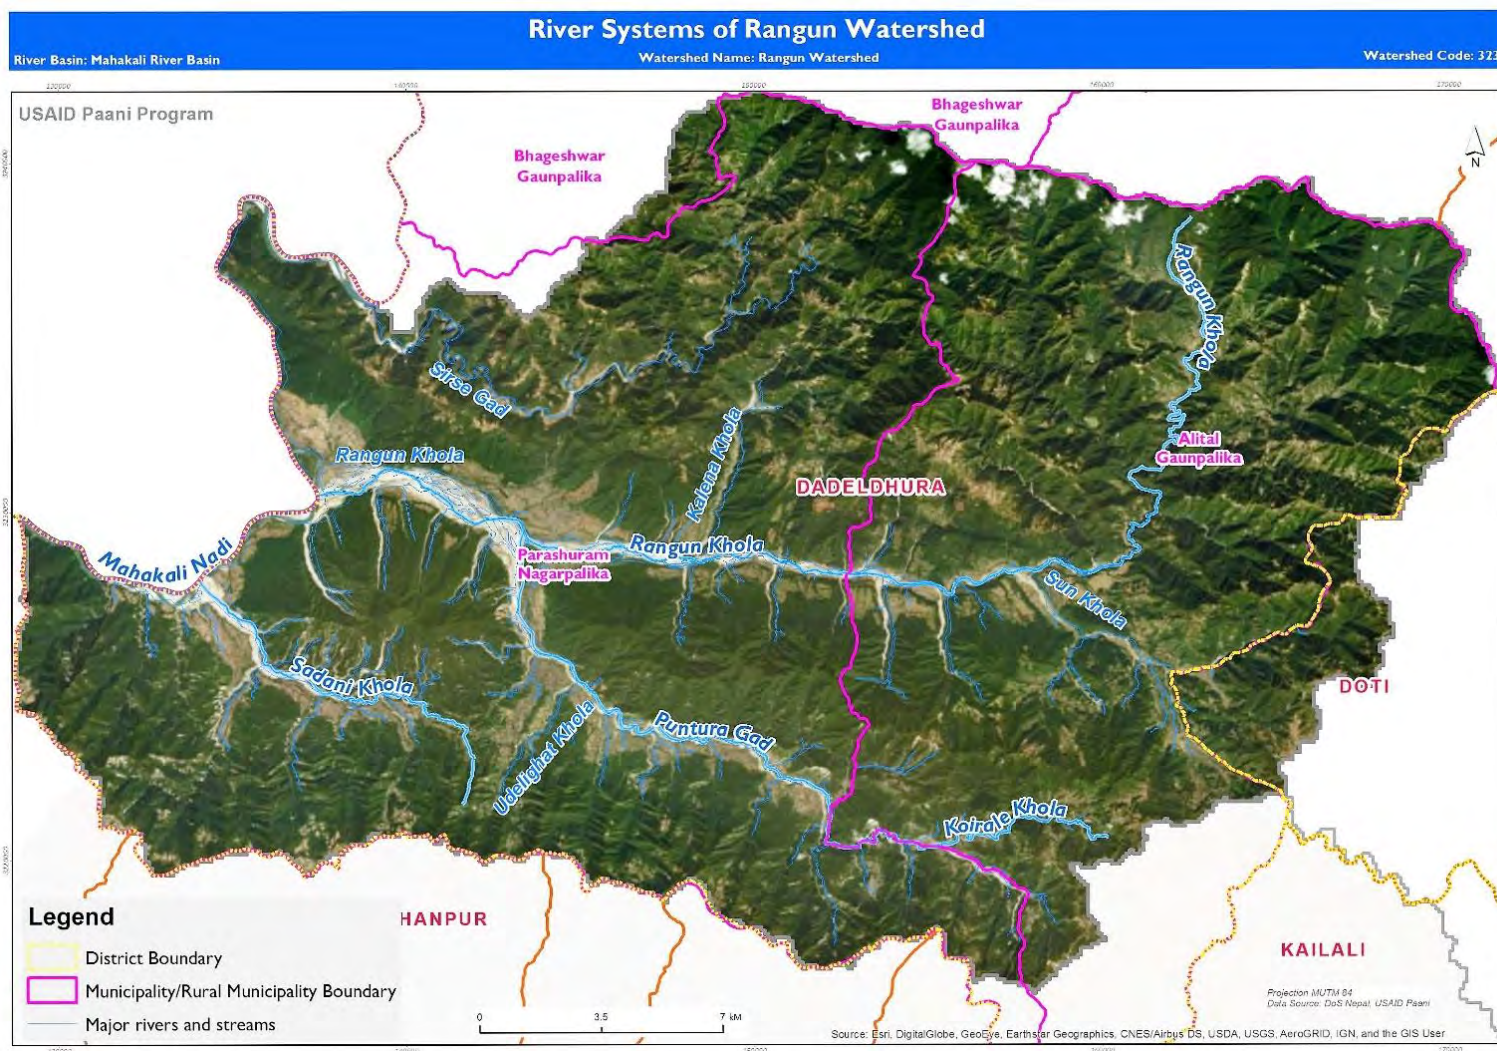 River Systems of Rangun Watershed
River Basin: Mahakali River Basin
Watershed Name: Rangun Watershed
Watershed Code: 323
150000
160000
USAID Paani Program
Bhageshwar
Gaunpalika
Bhageshwar
Gaunpalika
N
Rangun Khola
Sirse Gad
Alital
Gaunpalika
Rangun Khola
Kalena Khola
DADELDHURA
Rangun Khola
Parashuram
Nagarpalika
Mahakali Nadi
Sun Khola
Sadani Khola
DOTI
Puntura Gad
Udelighat Khola
Koirale Khola
Legend
HANPUR
District Boundary
Municipality/Rural Municipality Boundary
Major rivers and streams
KAILALI
Projection MUTM 84
Data Source: DoS Nepal, USAID Paani
0 3.5 7 KM
Source: Esri, DigitalGlobe, GeoEye, Earthstar Geographics, CNES/Airbus DS, USDA, USGS, AeroGRID, IGN, and the GIS User